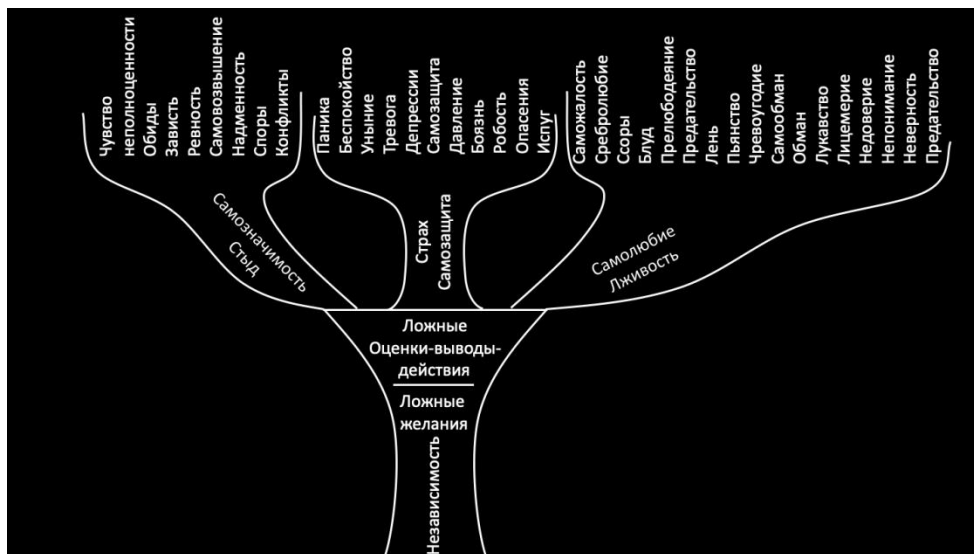 Чувство
неполноценности
Обиды
Зависть
Ревность
Самовозвышение
Надменность
Споры
Конфликты
Паника
Беспокойство
Уныние
Тревога
Депрессии
Самозащита
Давление
Боязнь
Робость
Опасения
Испуг
Саможалость
Сребролюбие
Ссоры
Блуд
Прелюбодеяние
Предательство
Лень
Пьянство
Чревоугодие
Самообман
Обман
Лукавство
Лицемерие
Недоверие
Непонимание
Неверность
Предательство
Самозначимость
Стыд
Страх
Самозащита
Самолюбие
Лживость
Ложные
Оценки-выводы-
действия
Ложные
желания
Независимость